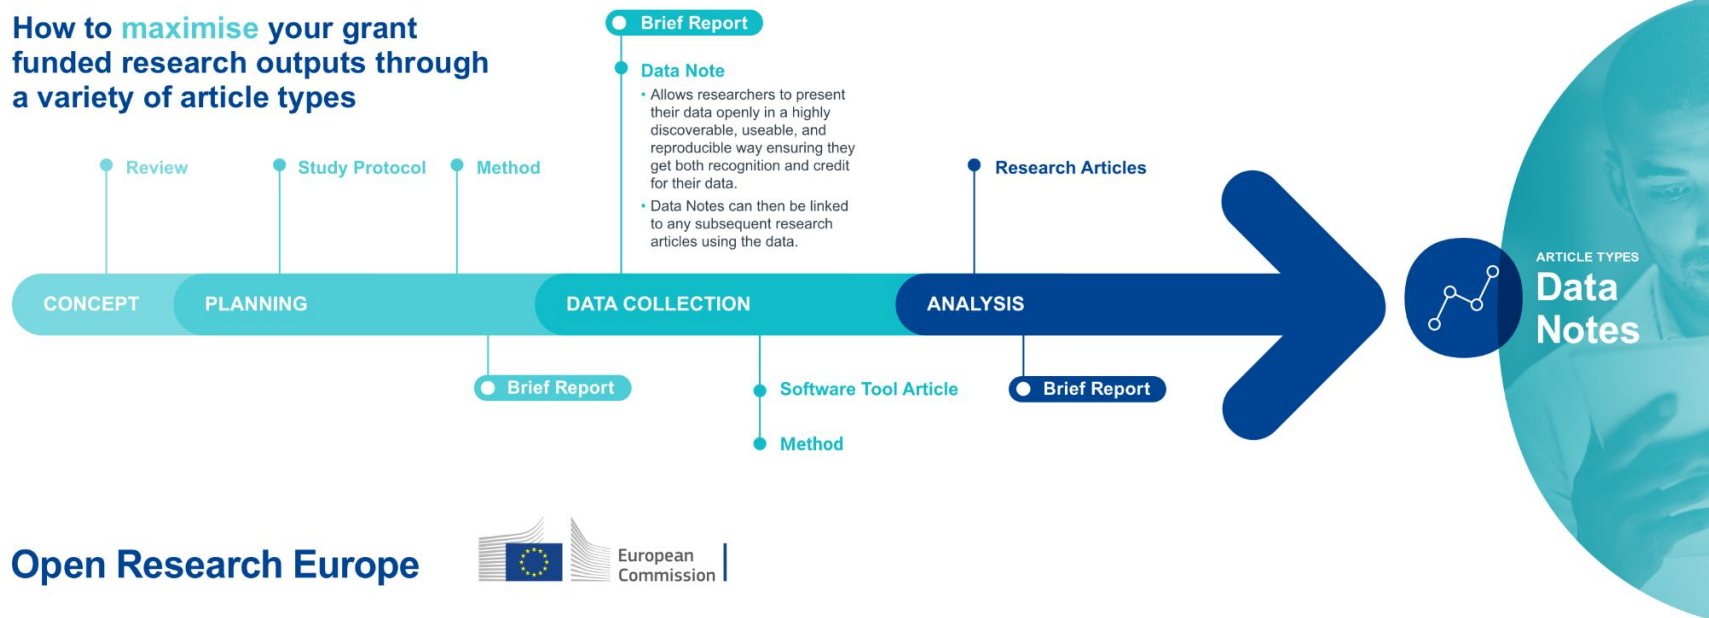 How to maximise your grant
funded research outputs through
a variety of article types
Brief Report
Data Note
• Allows researchers to present
their data openly in a highly
discoverable, useable, and
reproducible way ensuring they
get both recognition and credit
for their data.
• Data Notes can then be linked
to any subsequent research
articles using the data.
Review
Study Protocol
Method
Research Articles
CONCEPT
PLANNING
DATA COLLECTION
ANALYSIS
ARTICLE TYPES
Data
Notes
Brief Report
Software Tool Article
Method
Brief Report
Open Research Europe
European
Commission